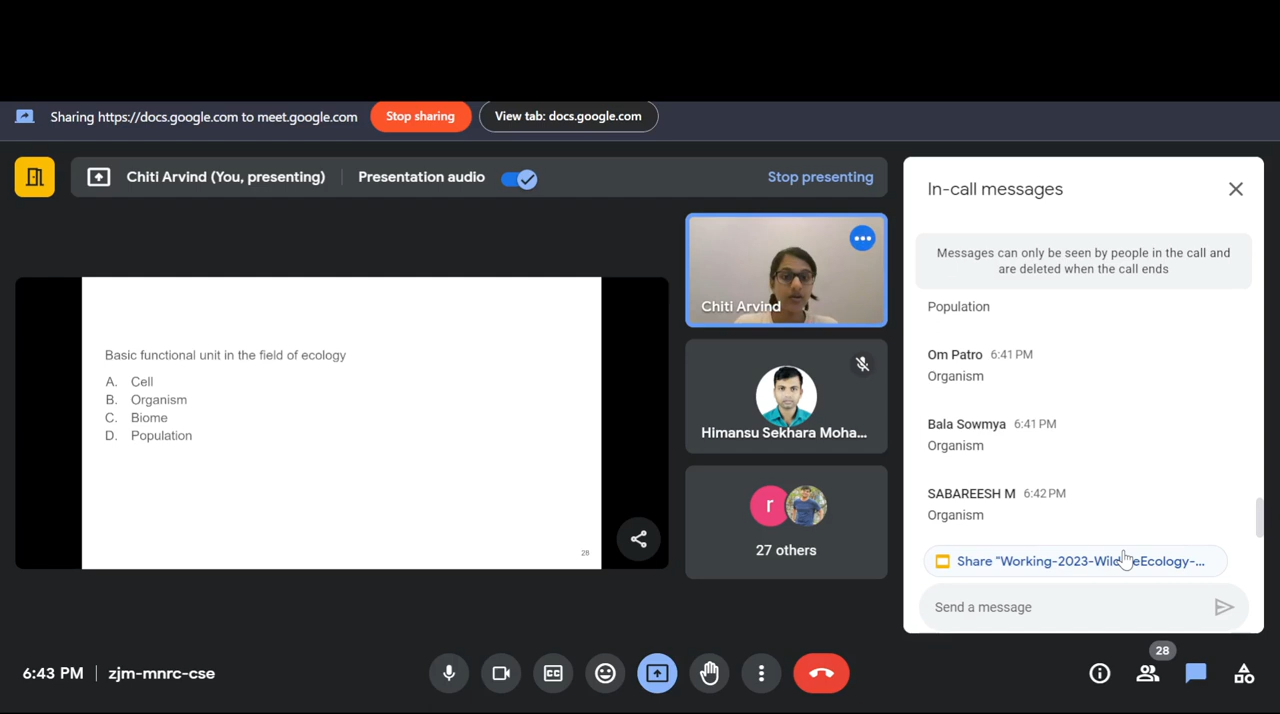 Sharing https://docs.google.com to meet.google.com
Stop sharing
View tab: docs.google.com
Chiti Arvind (You, presenting)
Presentation audio
Stop presenting
Basic functional unit in the field of ecology
A. Cell
B. Organism
C. Biome
D. Population
28
Chiti Arvind
Himansu Sekhara Moha...
r
27 others
In-call messages
Messages can only be seen by people in the call and
are deleted when the call ends
Population
Om Patro 6:41 PM
Organism
Bala Sowmya 6:41 PM
Organism
SABAREESH M 6:42 PM
Organism
Share "Working-2023-WildlifeEcology-...
Send a message
6:43 PM
zjm-mnrc-cse
CC
28